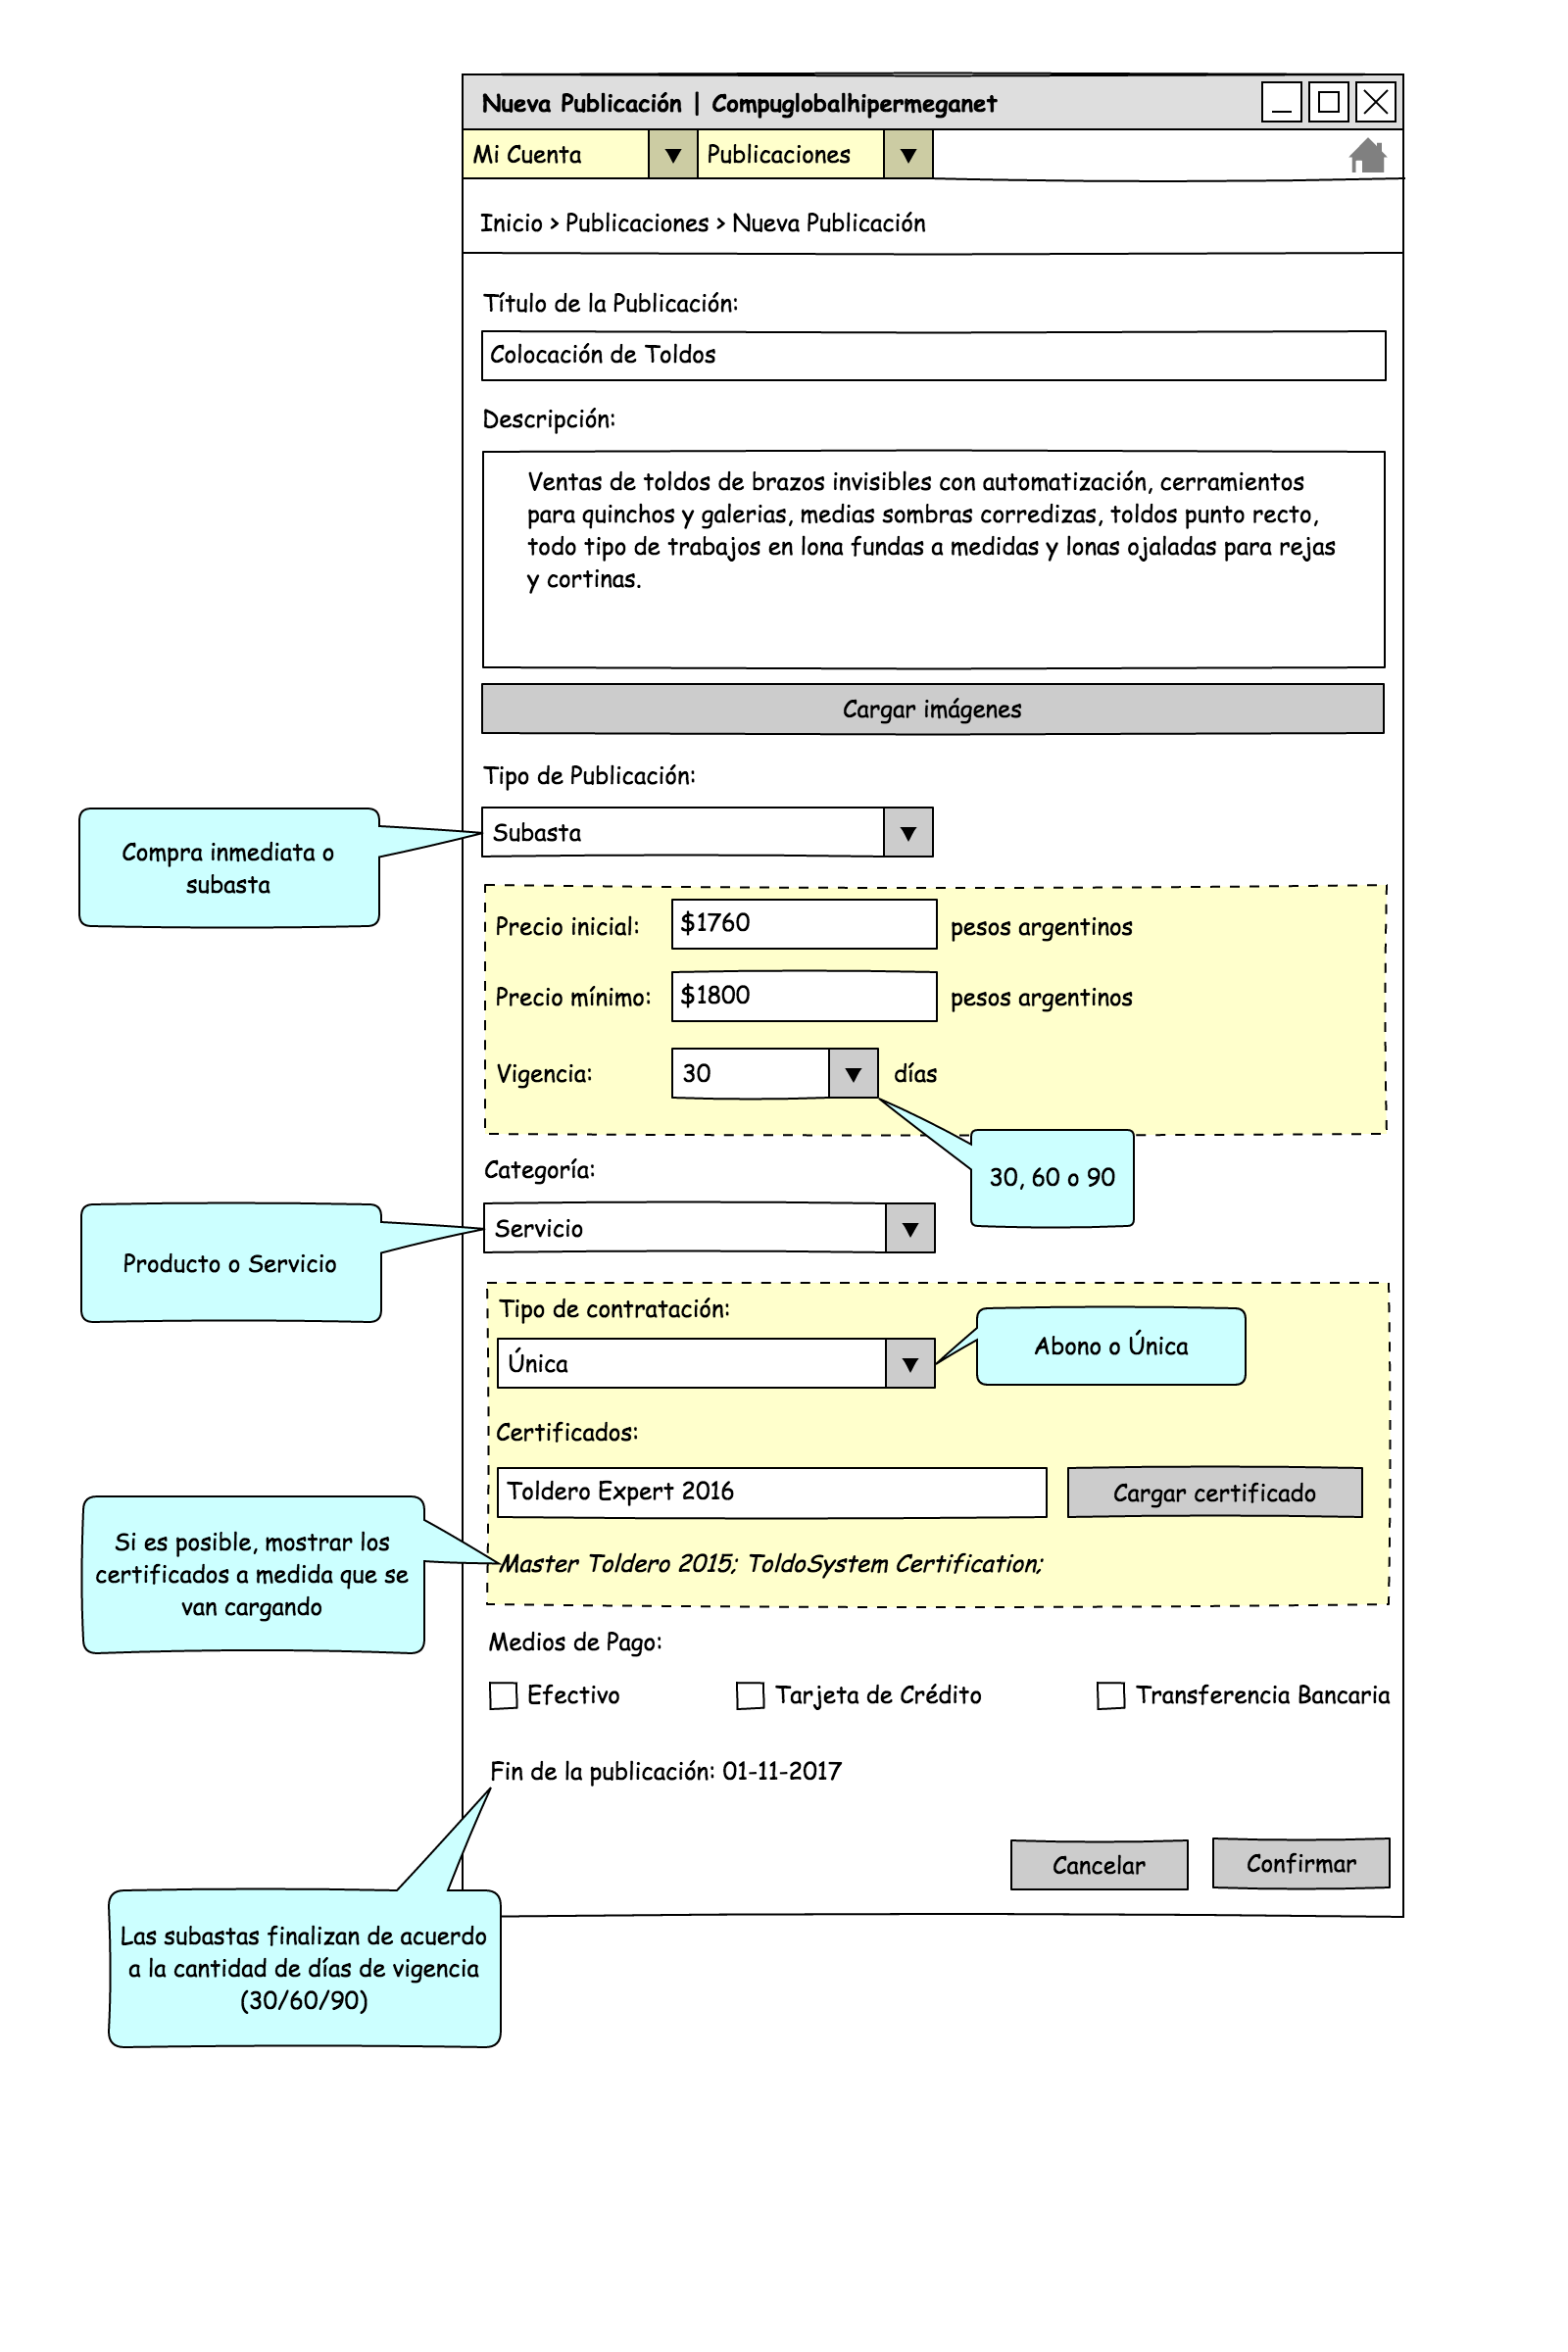 Nueva Publicación | Compuglobalhipermeganet
Mi Cuenta
Publicaciones
Inicio > Publicaciones > Nueva Publicación
Título de la Publicación:
Colocación de Toldos
Descripción:
Ventas de toldos de brazos invisibles con automatización, cerramientos
para quinchos y galerias, medias sombras corredizas, toldos punto recto,
todo tipo de trabajos en lona fundas a medidas y lonas ojaladas para rejas
y cortinas.
Cargar imágenes
Tipo de Publicación:
Compra inmediata o
subasta
Subasta
Precio inicial:
$1760
pesos argentinos
Precio mínimo:
$1800
pesos argentinos
Vigencia:
30
días
30, 60 o 90
Categoría:
Producto o Servicio
Servicio
Tipo de contratación:
Única
Abono o Única
Certificados:
Toldero Expert 2016
Cargar certificado
Si es posible, mostrar los
certificados a medida que se
van cargando
Master Toldero 2015; ToldoSystem Certification;
Medios de Pago:
Efectivo
Tarjeta de Crédito
Transferencia Bancaria
Fin de la publicación: 01-11-2017
Cancelar
Confirmar
Las subastas finalizan de acuerdo
a la cantidad de días de vigencia
(30/60/90)